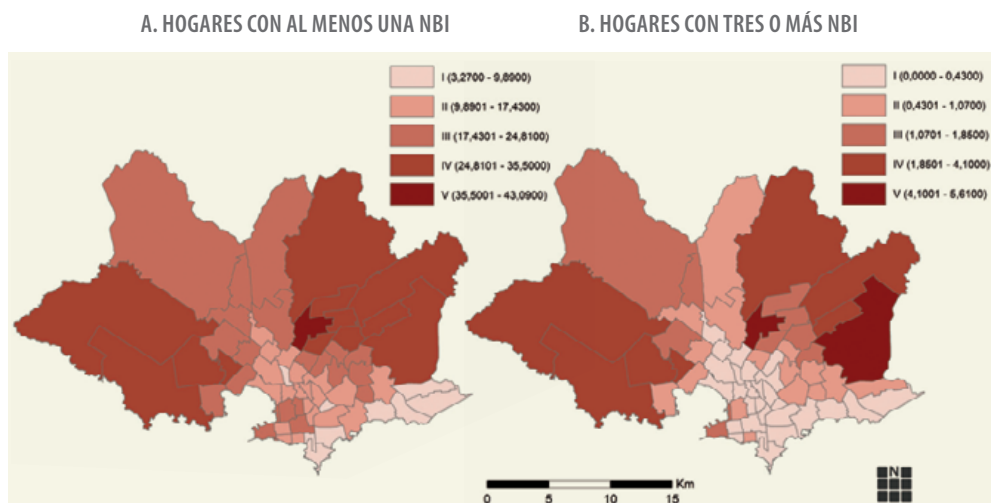 A. HOGARES CON AL MENOS UNA NBI
B. HOGARES CON TRES O MÁS NBI
I (3,2700 - 9,8900)
II (9,8901 - 17,4300)
III (17,4301 - 24,8100)
IV (24,8101 - 35,5000)
V (35,5001 - 43,0900)
I (0,0000 - 0,4300)
II (0,4301 - 1,0700)
III (1,0701 - 1,8500)
IV (1,8501 - 4,1000)
V (4,1001 - 5,6100)
Km
0 5 10 15
N